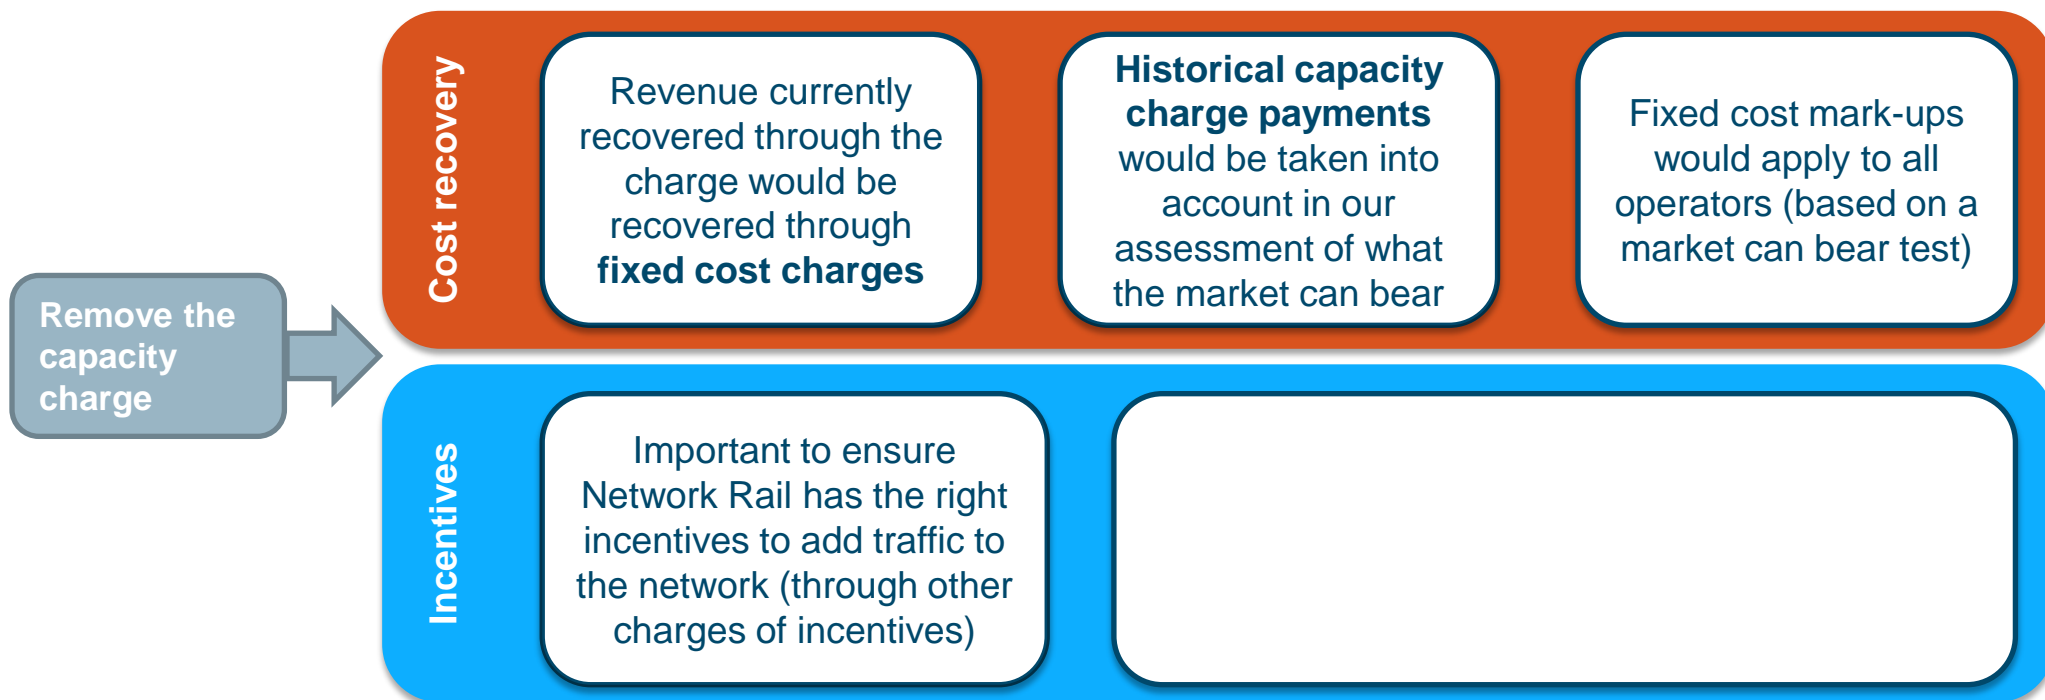 Remove the
capacity
charge
Cost recovery
Revenue currently
recovered through the
charge would be
recovered through
fixed cost charges
Historical capacity
charge payments
would be taken into
account in our
assessment of what
the market can bear
Fixed cost mark-ups
would apply to all
operators (based on a
market can bear test)
Incentives
Important to ensure
Network Rail has the right
incentives to add traffic to
the network (through other
charges of incentives)